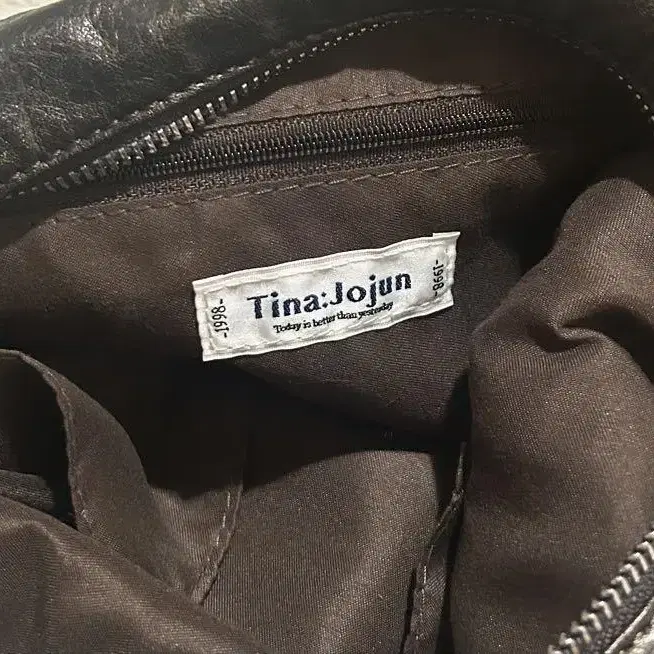 -1998-
Tina:Jojun
Today is better than yesterday
-1998-